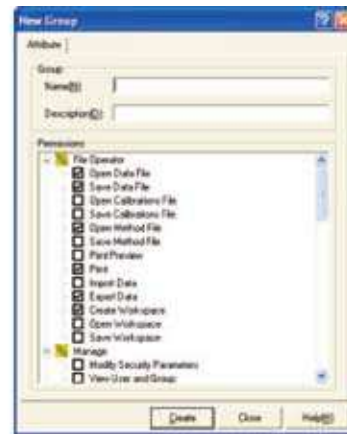 New Group
Attribute
Group
Name(N):
Description(D):
Permissions
File Operator
Open Data File
Save Data File
Open Calibrations File
Save Calibrations File
Open Method File
Save Method File
Print Preview
Print
Import Data
Export Data
Create Workspace
Open Workspace
Save Workspace
Manage
Modify Security Parameters
View User and Group
Create
Close
Help(H)